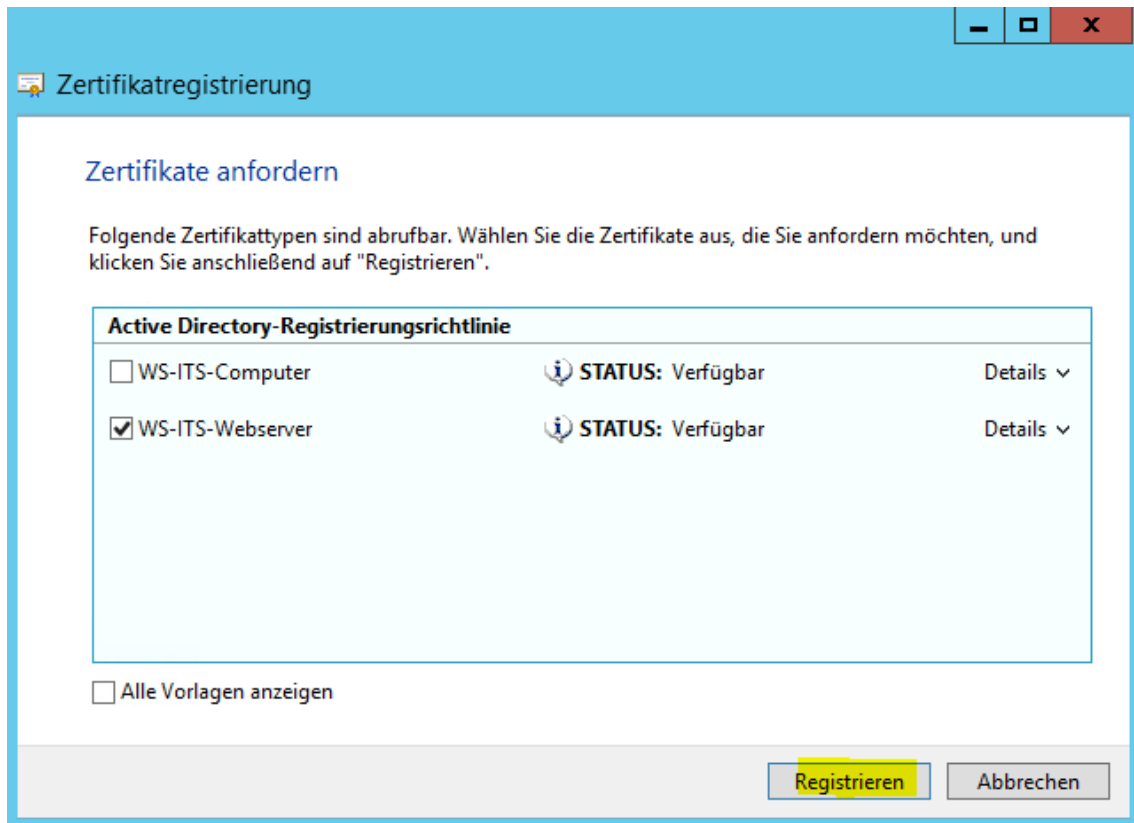 Zertifikatregistrierung
Zertifikate anfordern
Folgende Zertifikattypen sind abrufbar. Wählen Sie die Zertifikate aus, die Sie anfordern möchten, und
klicken Sie anschließend auf "Registrieren".
Active Directory-Registrierungsrichtlinie
WS-ITS-Computer STATUS: Verfügbar Details
WS-ITS-Webserver STATUS: Verfügbar Details
Alle Vorlagen anzeigen
Registrieren Abbrechen